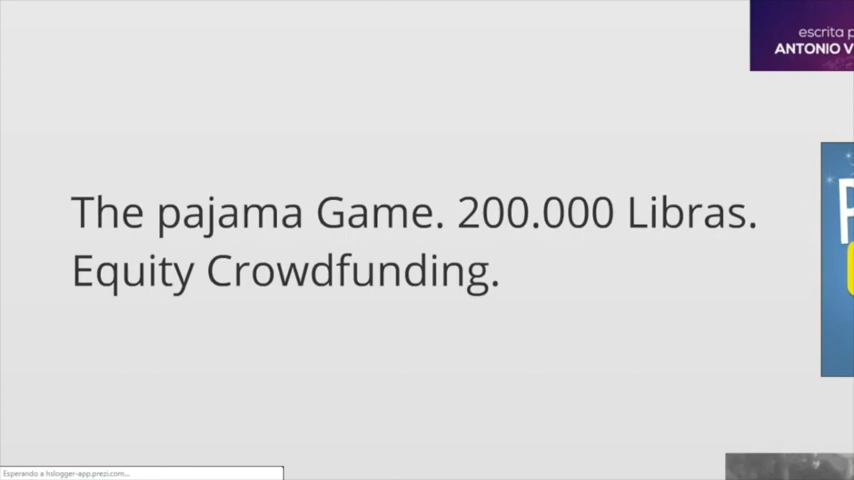 escrita p
ANTONIO V
The pajama Game. 200.000 Libras.
Equity Crowdfunding.
P
Esperando a hslogger-app.prezi.com...